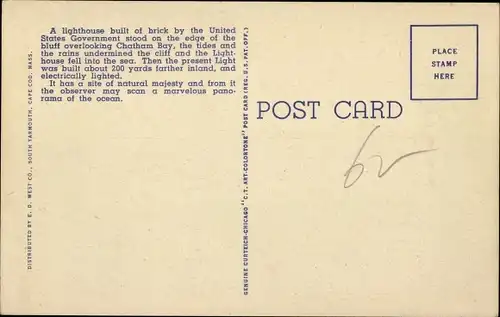 A lighthouse built of brick by the United
States Government stood on the edge of the
bluff overlooking Chatham Bay, the tides and
the rains undermined the cliff and the Light-
house fell into the sea. Then the present Light
was built about 200 yards farther inland, and
electrically lighted.
It has a site of natural majesty and from it
the observer may scan a marvelous pano-
rama of the ocean.
DISTRIBUTED BY E. D. WEST CO., SOUTH YARMOUTH, CAPE COD, MASS.
GENUINE CURTEICH-CHICAGO "C.T. ART-COLORTONE" POST CARD (REG. U.S. PAT. OFF.)
POST CARD
PLACE
STAMP
HERE